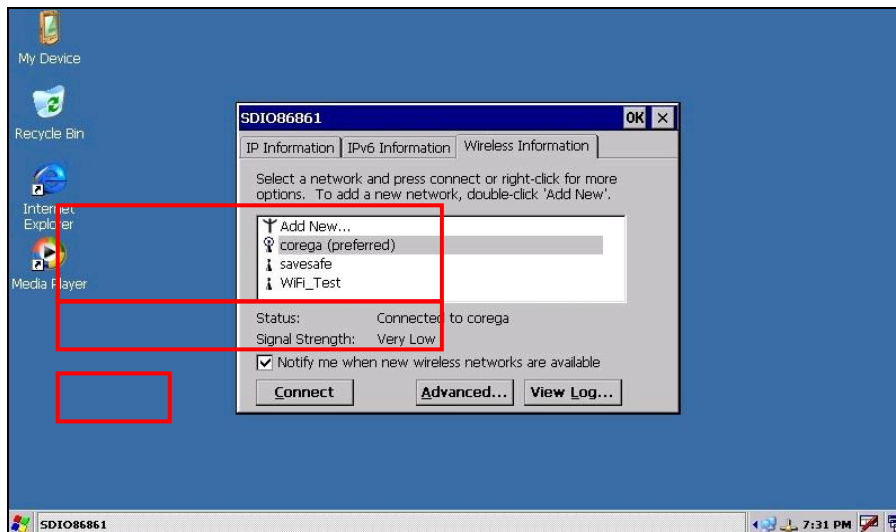 My Device
Recycle Bin
Internet
Explorer
Media Player
SDIO86861
OK
IP Information
IPv6 Information
Wireless Information
Select a network and press connect or right-click for more
options. To add a new network, double-click 'Add New'.
Add New...
corega (preferred)
savesafe
WiFi_Test
Status: Connected to corega
Signal Strength: Very Low
Notify me when new wireless networks are available
Connect
Advanced...
View Log...
SDIO86861
7:31 PM